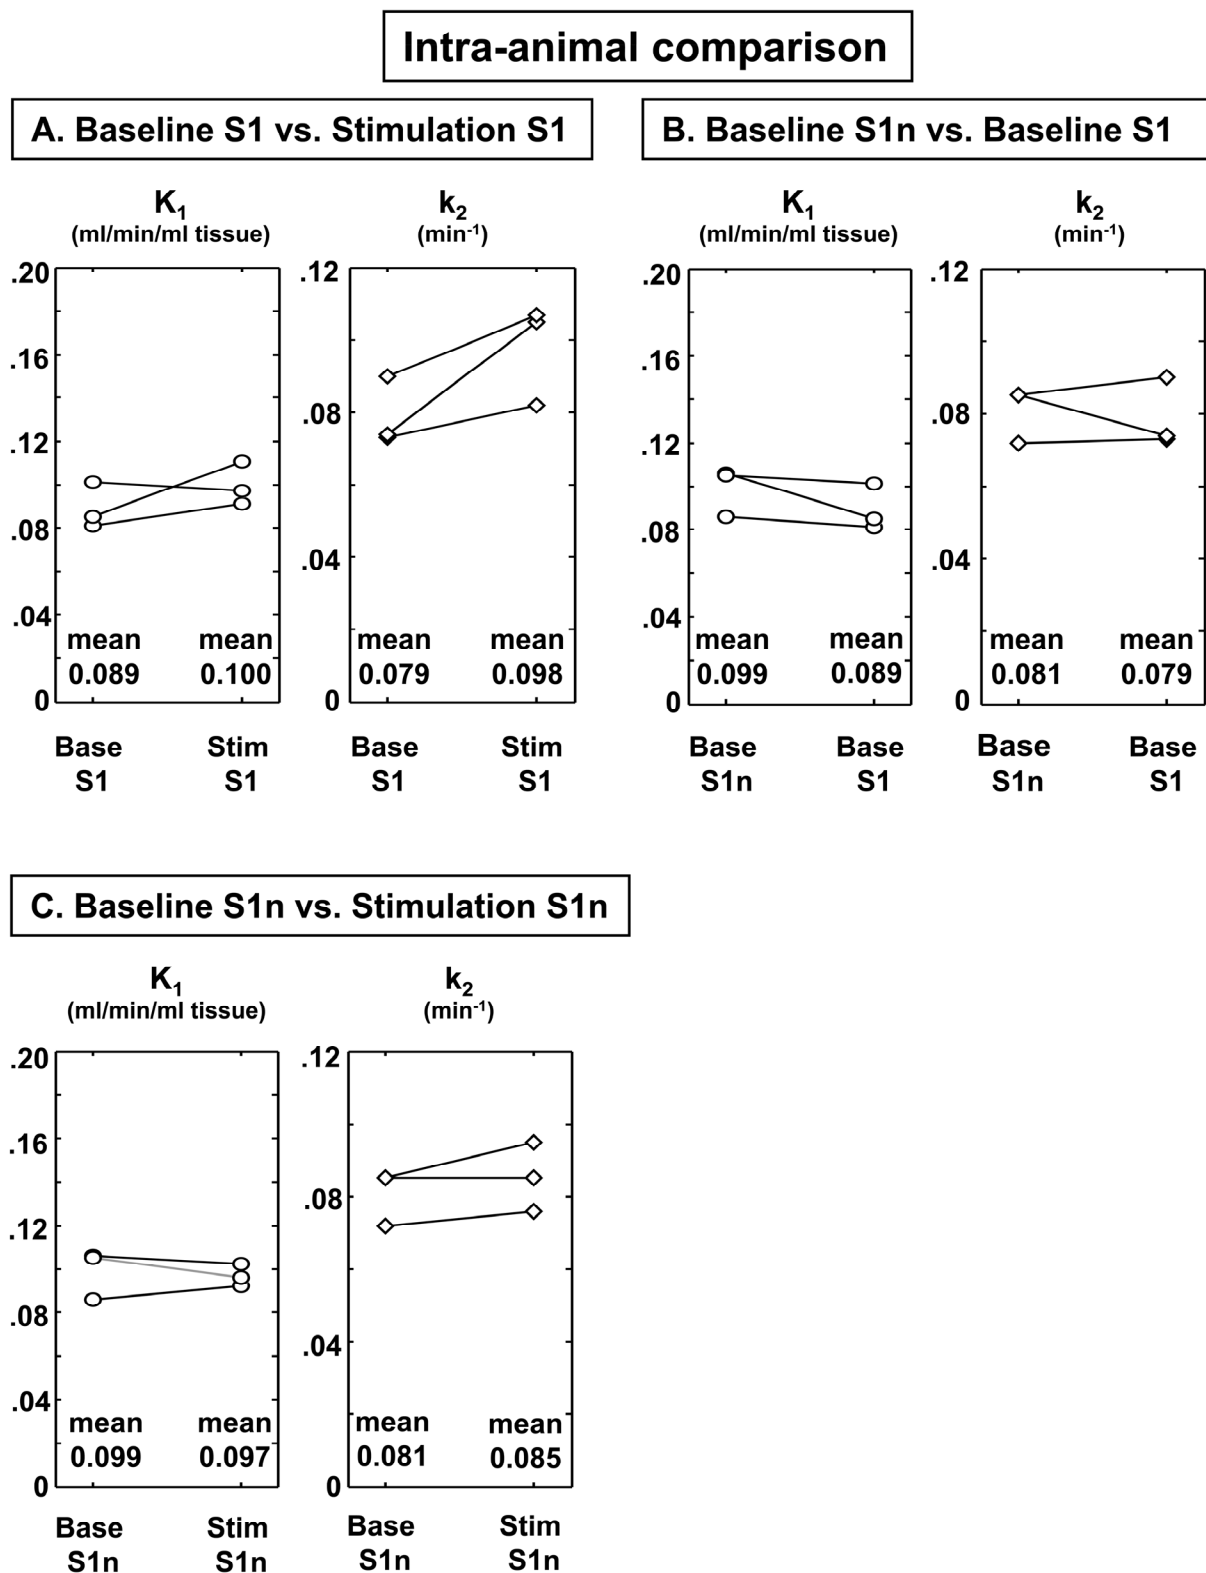 Intra-animal comparison
A. Baseline S1 vs. Stimulation S1
B. Baseline S1n vs. Baseline S1
K1
(ml/min/ml tissue)
k2
(min-1)
K1
(ml/min/ml tissue)
k2
(min-1)
.20
.16
.12
.08
.04
0
mean
0.089
mean
0.100
Base
S1
Stim
S1
.12
.08
.04
0
mean
0.079
mean
0.098
Base
S1
Stim
S1
.20
.16
.12
.08
.04
0
mean
0.099
mean
0.089
Base
S1n
Base
S1
.12
.08
.04
0
mean
0.081
mean
0.079
Base
S1n
Base
S1
C. Baseline S1n vs. Stimulation S1n
K1
(ml/min/ml tissue)
k2
(min-1)
.20
.16
.12
.08
.04
0
mean
0.099
mean
0.097
Base
S1n
Stim
S1n
.12
.08
.04
0
mean
0.081
mean
0.085
Base
S1n
Stim
S1n